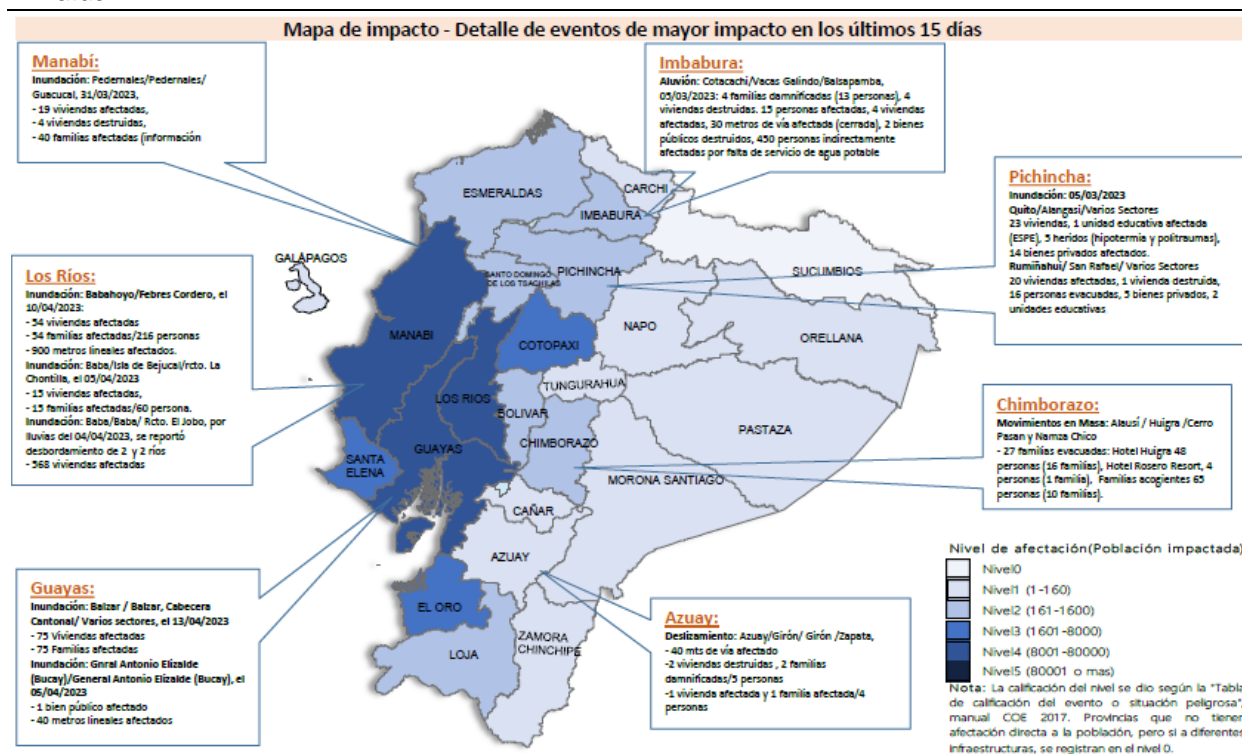 Mapa de impacto - Detalle de eventos de mayor impacto en los últimos 15 días
Manabí:
Inundación: Pedernales/Pedernales/
Guacucal, 31/03/2023,
- 19 viviendas afectadas,
- 4 viviendas destruidas,
- 40 familias afectadas (información
Imbabura:
Aluvión: Cotacachi/Vacas Galindo/Balsapamba,
05/03/2023: 4 familias damnificadas (13 personas), 4
viviendas destruidas. 15 personas afectadas, 4 viviendas
afectadas, 30 metros de vía afectada (cerrada), 2 bienes
públicos destruidos, 450 personas indirectamente
afectadas por falta de servicio de agua potable
Pichincha:
Inundación: 05/03/2023
Quito/Alangasí/Varios Sectores
23 viviendas, 1 unidad educativa afectada
(ESPE), 5 heridos (hipotermia y politraumas),
14 bienes privados afectados.
Rumiñahui/ San Rafael/ Varios Sectores
20 viviendas afectadas, 1 vivienda destruida,
16 personas evacuadas, 5 bienes privados, 2
unidades educativas
Los Ríos:
Inundación: Babahoyo/Febres Cordero, el
10/04/2023:
- 54 viviendas afectadas
- 54 familias afectadas/216 personas
- 900 metros lineales afectados.
Inundación: Baba/Isla de Bejucal/rcto. La
Chontilla, el 05/04/2023
- 15 viviendas afectadas,
- 15 familias afectadas/60 persona.
Inundación: Baba/Baba/ Rcto. El Jobo, por
lluvias del 04/04/2023, se reportó
desbordamiento de 2 y 2 ríos
- 568 viviendas afectadas
Chimborazo:
Movimientos en Masa: Alausí / Huigra /Cerro
Pasan y Namza Chico
- 27 familias evacuadas: Hotel Huigra 48
personas (16 familias), Hotel Rosero Resort, 4
personas (1 familia), Familias acogientes 65
personas (10 familias).
Guayas:
Inundación: Balzar / Balzar, Cabecera
Cantonal/ Varios sectores, el 13/04/2023
- 75 Viviendas afectadas
- 75 Familias afectadas
Inundación: Gnral Antonio Elizalde
(Bucay)/General Antonio Elizalde (Bucay), el
05/04/2023
- 1 bien público afectado
- 40 metros lineales afectados
Azuay:
Deslizamiento: Azuay/Girón/ Girón /Zapata,
- 40 mts de vía afectado
-2 viviendas destruidas , 2 familias
damnificadas/5 personas
-1 vivienda afectada y 1 familia afectada/4
personas
GALÁPAGOS
ESMERALDAS
CARCHI
IMBABURA
SANTO DOMINGO
DE LOS TSACHILAS
PICHINCHA
SUCUMBIOS
MANABI
COTOPAXI
NAPO
ORELLANA
LOS RIOS
BOLIVAR
TUNGURAHUA
PASTAZA
SANTA
ELENA
GUAYAS
CHIMBORAZO
MORONA SANTIAGO
CAÑAR
AZUAY
EL ORO
LOJA
ZAMORA
CHINCHIPE
Nivel de afectación(Población impactada)
Nivel0
Nivel1 (1-160)
Nivel2 (161-1600)
Nivel3 (1601-8000)
Nivel4 (8001-80000)
Nivel5 (80001 o mas)
Nota: La calificación del nivel se dio según la "Tabla
de calificación del evento o situación peligrosa",
manual COE 2017. Provincias que no tienen
afectación directa a la población, pero si a diferentes
infraestructuras, se registran en el nivel 0.